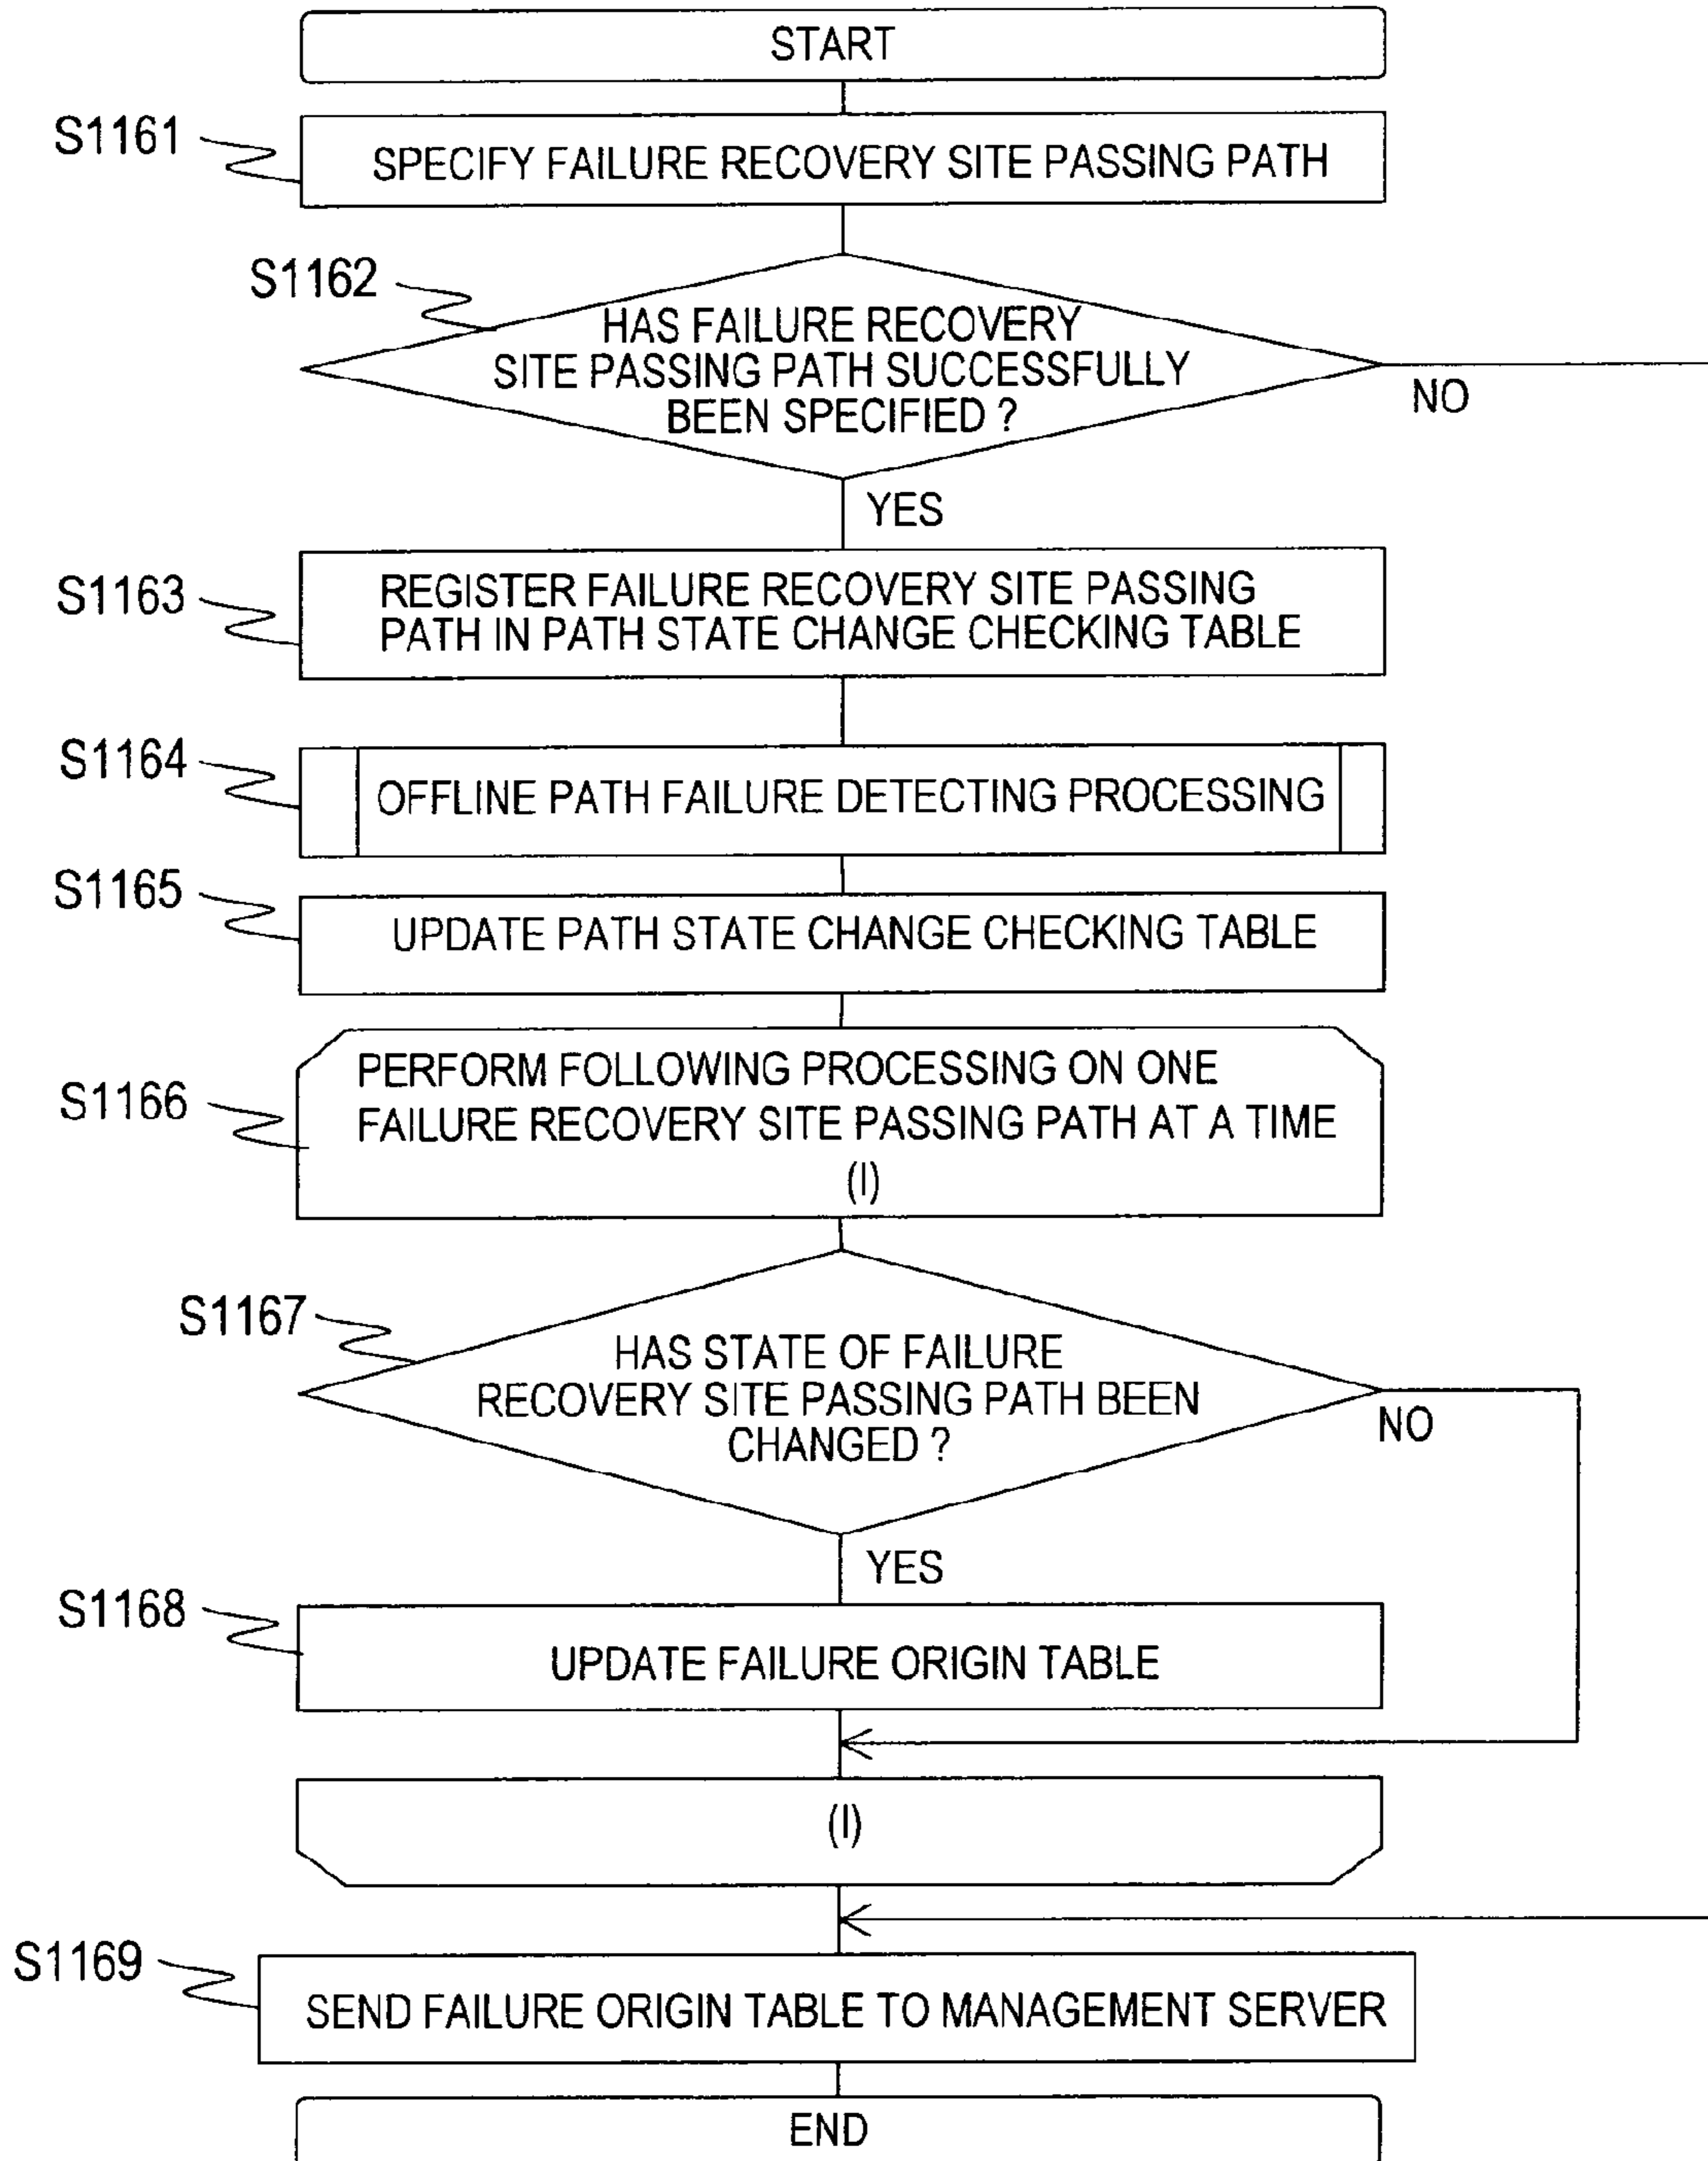 START
S1161
SPECIFY FAILURE RECOVERY SITE PASSING PATH
S1162
HAS FAILURE RECOVERY
SITE PASSING PATH SUCCESSFULLY
BEEN SPECIFIED ?
NO
YES
S1163
REGISTER FAILURE RECOVERY SITE PASSING
PATH IN PATH STATE CHANGE CHECKING TABLE
S1164
OFFLINE PATH FAILURE DETECTING PROCESSING
S1165
UPDATE PATH STATE CHANGE CHECKING TABLE
S1166
PERFORM FOLLOWING PROCESSING ON ONE
FAILURE RECOVERY SITE PASSING PATH AT A TIME
(I)
S1167
HAS STATE OF FAILURE
RECOVERY SITE PASSING PATH BEEN
CHANGED ?
NO
YES
S1168
UPDATE FAILURE ORIGIN TABLE
(I)
S1169
SEND FAILURE ORIGIN TABLE TO MANAGEMENT SERVER
END